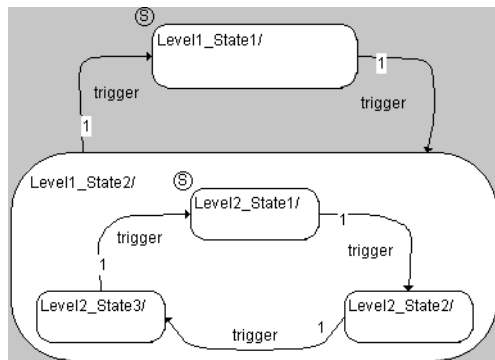 S
Level1_State1/
1
trigger
trigger
1
Level1_State2/
S
Level2_State1/
1
trigger
trigger
1
Level2_State3/
Level2_State2/
1
trigger